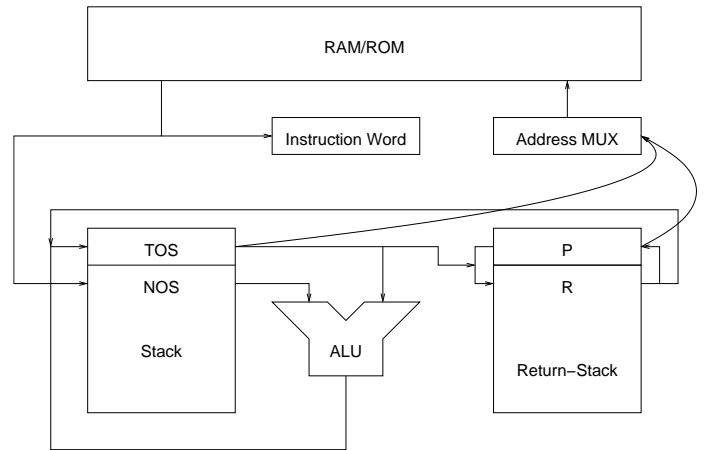 RAM/ROM
Instruction Word
Address MUX
TOS
P
NOS
R
Stack
ALU
Return−Stack